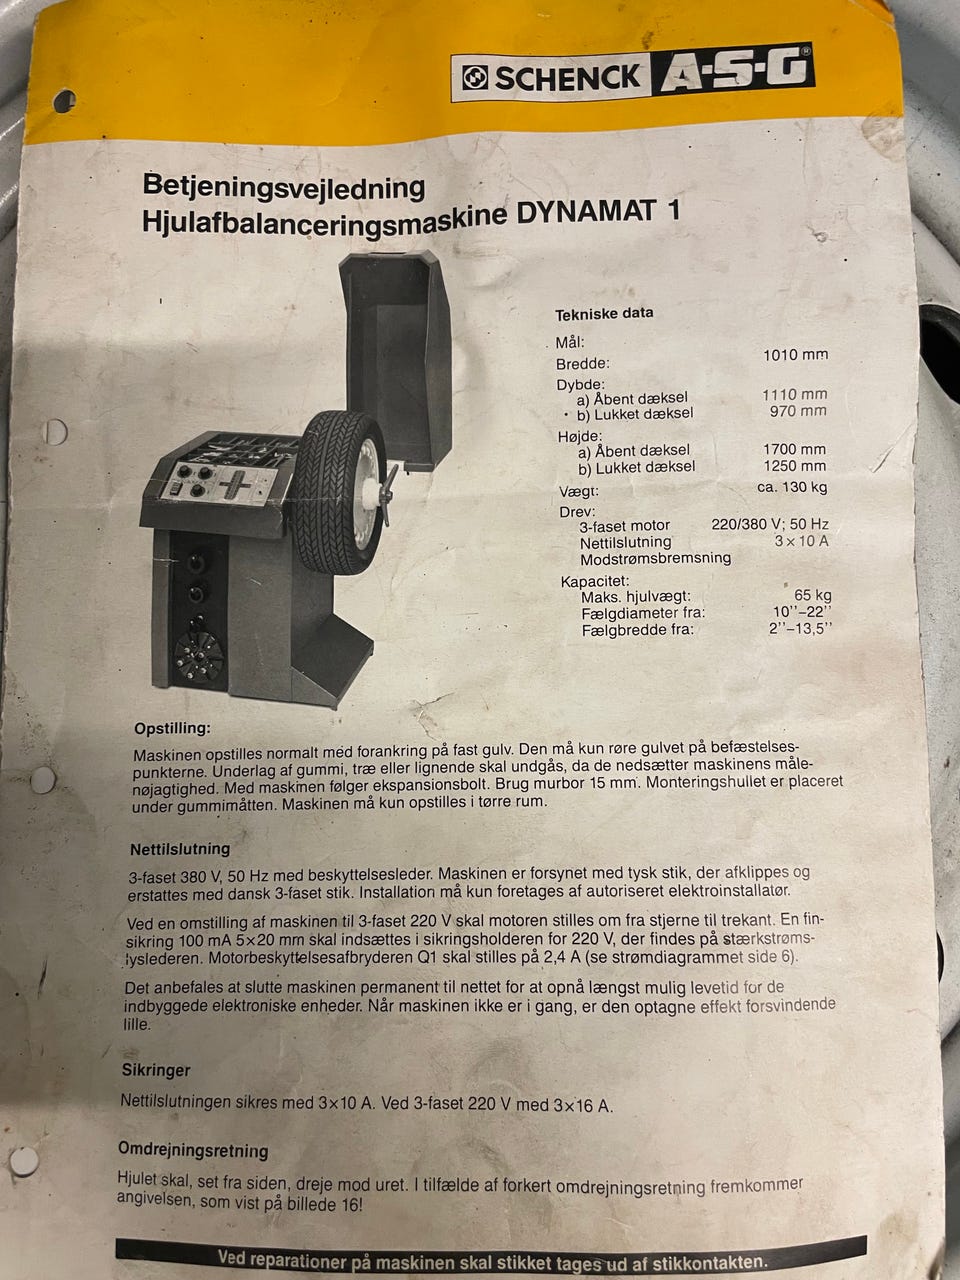 SCHENCK A·S·G®
Betjeningsvejledning
Hjulafbalanceringsmaskine DYNAMAT 1
Tekniske data
Mål:
Bredde: 1010 mm
Dybde:
a) Åbent dæksel 1110 mm
b) Lukket dæksel 970 mm
Højde:
a) Åbent dæksel 1700 mm
b) Lukket dæksel 1250 mm
Vægt: ca. 130 kg
Drev:
3-faset motor 220/380 V; 50 Hz
Nettilslutning 3 × 10 A
Modstrømsbremsning
Kapacitet:
Maks. hjulvægt: 65 kg
Fælgdiameter fra: 10''–22''
Fælgbredde fra: 2''–13,5''
Opstilling:
Maskinen opstilles normalt med forankring på fast gulv. Den må kun røre gulvet på befæstelses-
punkterne. Underlag af gummi, træ eller lignende skal undgås, da de nedsætter maskinens måle-
nøjagtighed. Med maskinen følger ekspansionsbolt. Brug murbor 15 mm. Monteringshullet er placeret
under gummimåtten. Maskinen må kun opstilles i tørre rum.
Nettilslutning
3-faset 380 V, 50 Hz med beskyttelsesleder. Maskinen er forsynet med tysk stik, der afklippes og
erstattes med dansk 3-faset stik. Installation må kun foretages af autoriseret elektroinstallatør.
Ved en omstilling af maskinen til 3-faset 220 V skal motoren stilles om fra stjerne til trekant. En fin-
sikring 100 mA 5×20 mm skal indsættes i sikringsholderen for 220 V, der findes på stærkstrøms-
lyslederen. Motorbeskyttelsesafbryderen Q1 skal stilles på 2,4 A (se strømdiagrammet side 6).
Det anbefales at slutte maskinen permanent til nettet for at opnå længst mulig levetid for de
indbyggede elektroniske enheder. Når maskinen ikke er i gang, er den optagne effekt forsvindende
lille.
Sikringer
Nettilslutningen sikres med 3×10 A. Ved 3-faset 220 V med 3×16 A.
Omdrejningsretning
Hjulet skal, set fra siden, dreje mod uret. I tilfælde af forkert omdrejningsretning fremkommer
angivelsen, som vist på billede 16!
Ved reparationer på maskinen skal stikket tages ud af stikkontakten.